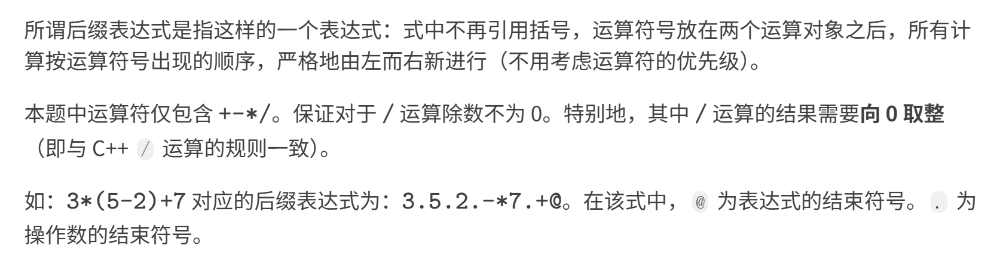 所谓后缀表达式是指这样的一个表达式：式中不再引用括号，运算符号放在两个运算对象之后，所有计
算按运算符号出现的顺序，严格地由左而右新进行（不用考虑运算符的优先级）。
本题中运算符仅包含 +-*/。保证对于 / 运算除数不为 0。特别地，其中 / 运算的结果需要向 0 取整
（即与 C++ / 运算的规则一致）。
如：3*(5-2)+7 对应的后缀表达式为：3.5.2.-*7.+@。在该式中， @ 为表达式的结束符号。 . 为
操作数的结束符号。